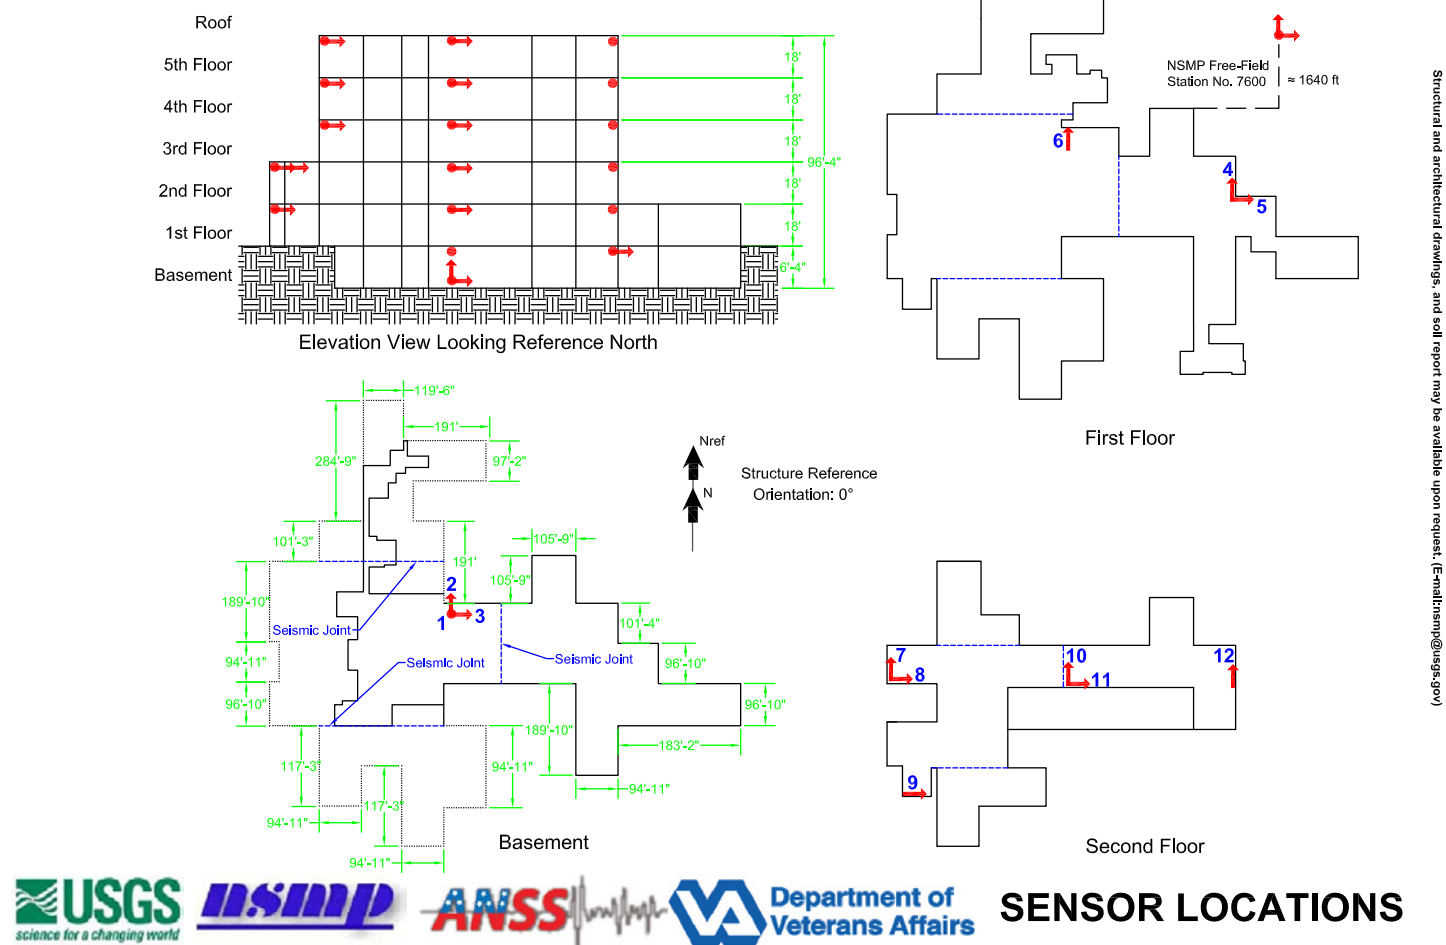 Roof
5th Floor
4th Floor
3rd Floor
2nd Floor
1st Floor
Basement
18'
18'
18'
18'
18'
6'-4"
96'-4"
Elevation View Looking Reference North
NSMP Free-Field
Station No. 7600
≈ 1640 ft
6
4
5
First Floor
119'-6"
191'
284'-9"
97'-2"
101'-3"
191'
189'-10"
94'-11"
96'-10"
105'-9"
105'-9"
101'-4"
96'-10"
96'-10"
189'-10"
183'-2"
94'-11"
117'-3"
94'-11"
117'-3"
94'-11"
94'-11"
Seismic Joint
Seismic Joint
Seismic Joint
2
1
3
Basement
Nref
N
Structure Reference
Orientation: 0°
7
8
9
10
11
12
Second Floor
Structural and architectural drawings, and soil report may be available upon request. (E-mail:nsmp@usgs.gov)
USGS
science for a changing world
nsmp
ANSS
VA
Department of
Veterans Affairs
SENSOR LOCATIONS